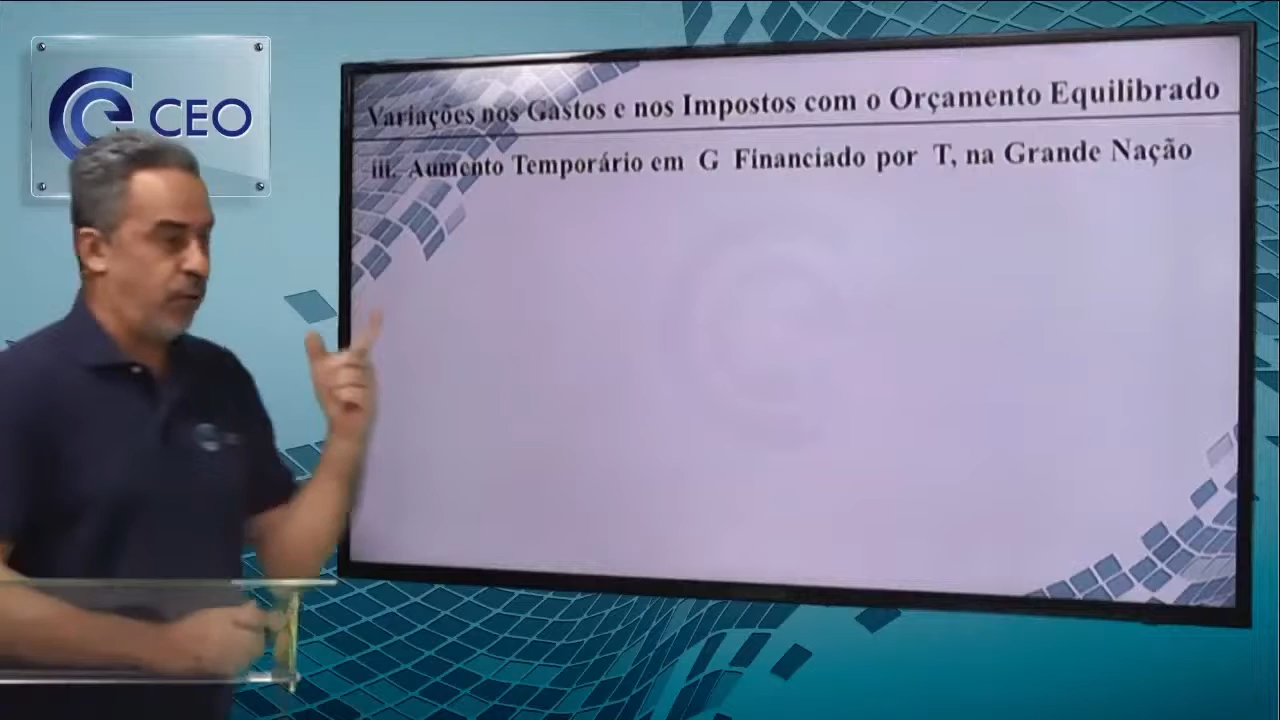 CEO
Variações nos Gastos e nos Impostos com o Orçamento Equilibrado
iii. Aumento Temporário em G Financiado por T, na Grande Nação